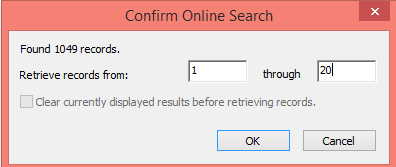 Confirm Online Search
Found 1049 records.
Retrieve records from: 1 through 20
Clear currently displayed results before retrieving records.
OK Cancel